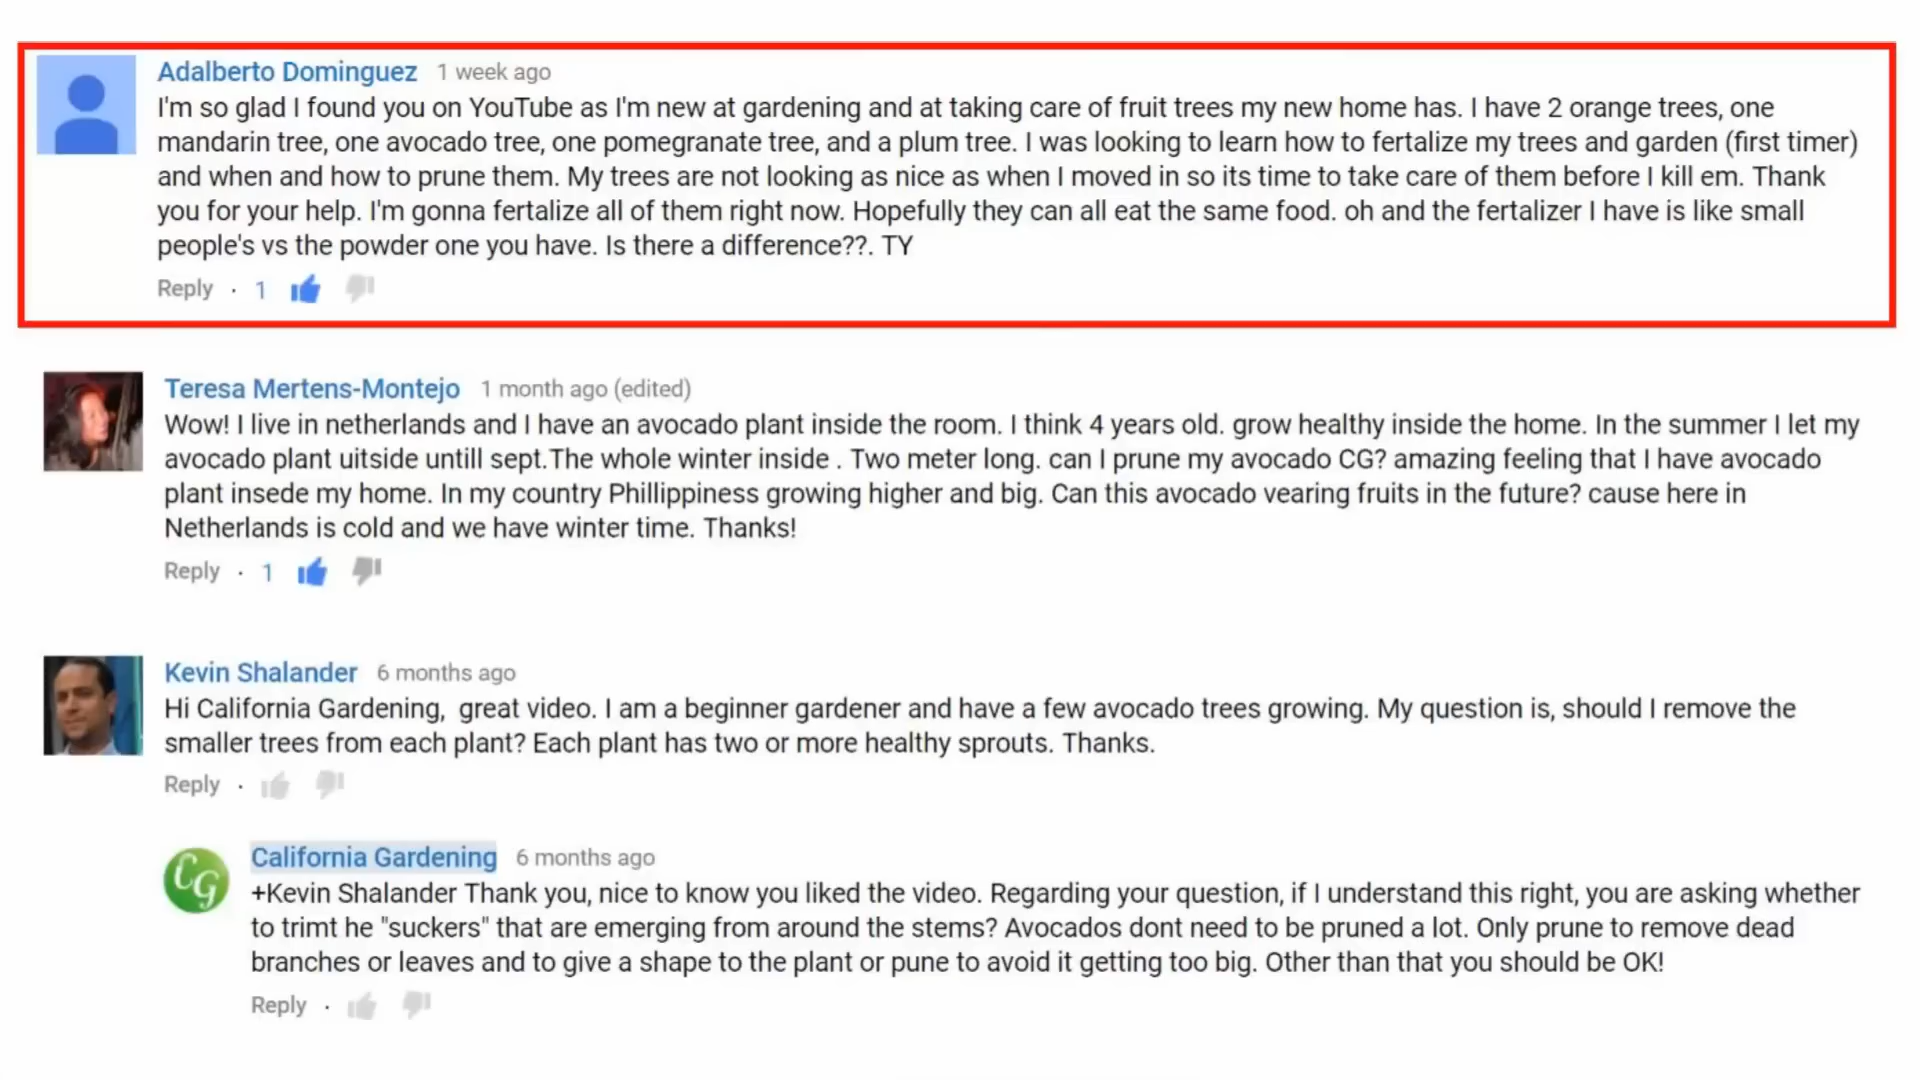 Adalberto Dominguez 1 week ago
I'm so glad I found you on YouTube as I'm new at gardening and at taking care of fruit trees my new home has. I have 2 orange trees, one
mandarin tree, one avocado tree, one pomegranate tree, and a plum tree. I was looking to learn how to fertalize my trees and garden (first timer)
and when and how to prune them. My trees are not looking as nice as when I moved in so its time to take care of them before I kill em. Thank
you for your help. I'm gonna fertalize all of them right now. Hopefully they can all eat the same food. oh and the fertalizer I have is like small
people's vs the powder one you have. Is there a difference??. TY
Reply · 1
Teresa Mertens-Montejo 1 month ago (edited)
Wow! I live in netherlands and I have an avocado plant inside the room. I think 4 years old. grow healthy inside the home. In the summer I let my
avocado plant uitside untill sept.The whole winter inside . Two meter long. can I prune my avocado CG? amazing feeling that I have avocado
plant insede my home. In my country Phillippiness growing higher and big. Can this avocado vearing fruits in the future? cause here in
Netherlands is cold and we have winter time. Thanks!
Reply · 1
Kevin Shalander 6 months ago
Hi California Gardening,  great video. I am a beginner gardener and have a few avocado trees growing. My question is, should I remove the
smaller trees from each plant? Each plant has two or more healthy sprouts. Thanks.
Reply ·
CG
California Gardening 6 months ago
+Kevin Shalander Thank you, nice to know you liked the video. Regarding your question, if I understand this right, you are asking whether
to trimt he "suckers" that are emerging from around the stems? Avocados dont need to be pruned a lot. Only prune to remove dead
branches or leaves and to give a shape to the plant or pune to avoid it getting too big. Other than that you should be OK!
Reply ·